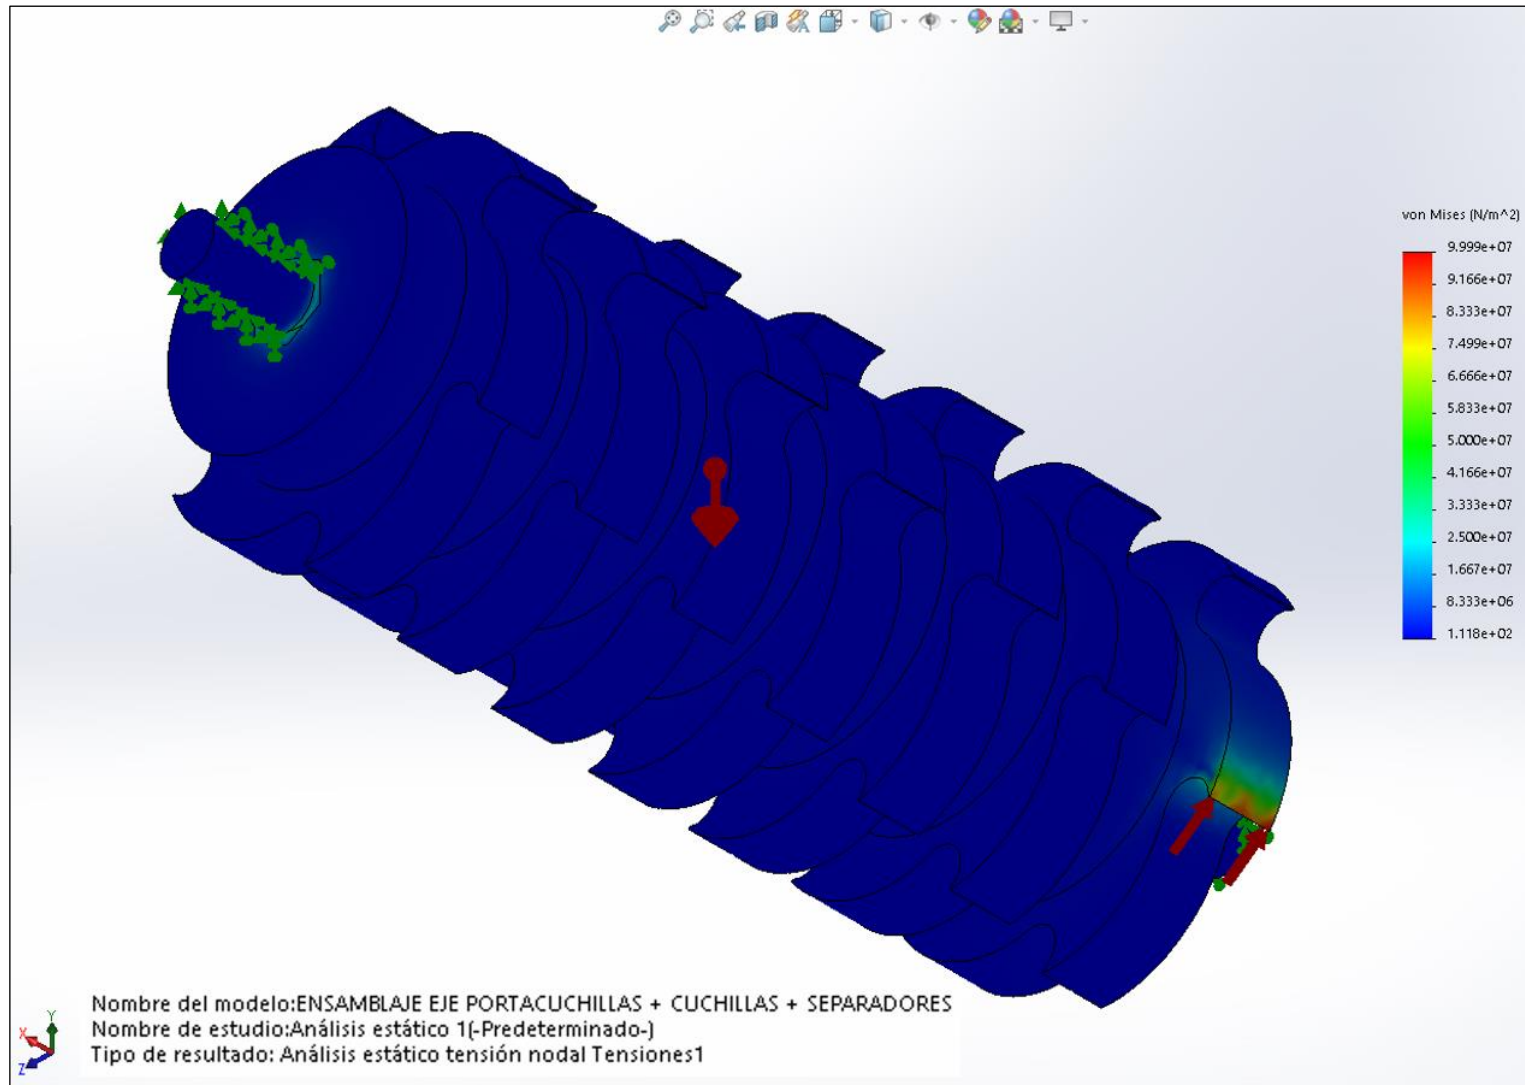 von Mises (N/m^2)
9.999e+07
9.166e+07
8.333e+07
7.499e+07
6.666e+07
5.833e+07
5.000e+07
4.166e+07
3.333e+07
2.500e+07
1.667e+07
8.333e+06
1.118e+02
Nombre del modelo:ENSAMBLAJE EJE PORTACUCHILLAS + CUCHILLAS + SEPARADORES
Nombre de estudio:Análisis estático 1(-Predeterminado-)
Tipo de resultado: Análisis estático tensión nodal Tensiones1
Y
X
Z